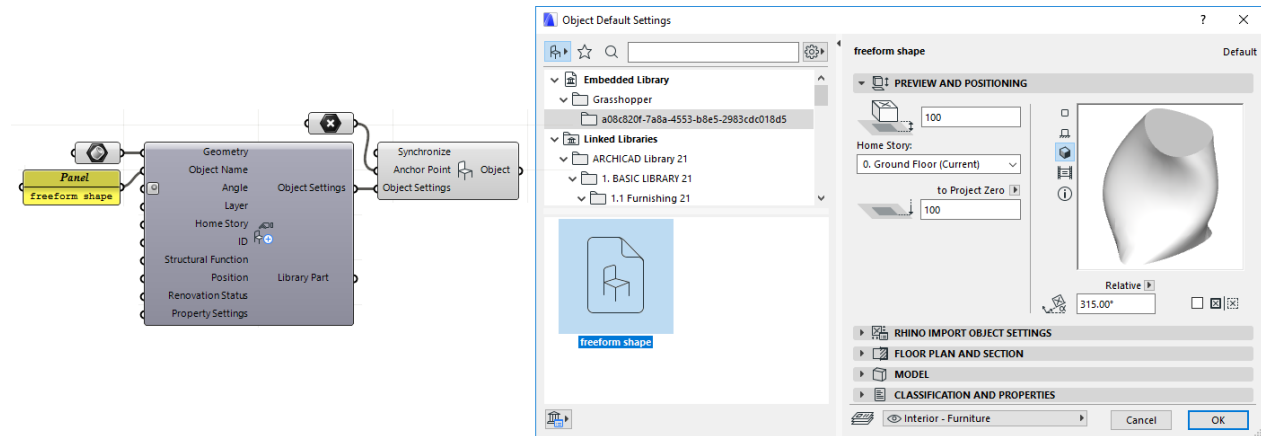 Geometry
Object Name
Angle
Layer
Home Story
ID
Structural Function
Position
Renovation Status
Property Settings
Object Settings
Library Part
Panel
freeform shape
Synchronize
Anchor Point
Object Settings
Object
Object Default Settings
?
Embedded Library
Grasshopper
a08c820f-7a8a-4553-b8e5-2983cdc018d5
Linked Libraries
ARCHICAD Library 21
1. BASIC LIBRARY 21
1.1 Furnishing 21
freeform shape
freeform shape
Default
PREVIEW AND POSITIONING
100
Home Story:
0. Ground Floor (Current)
to Project Zero
100
Relative
315.00°
RHINO IMPORT OBJECT SETTINGS
FLOOR PLAN AND SECTION
MODEL
CLASSIFICATION AND PROPERTIES
Interior - Furniture
Cancel
OK